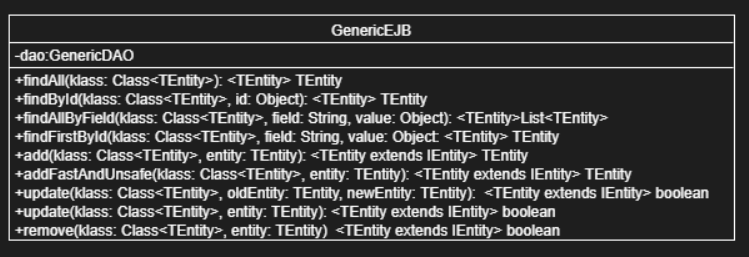 GenericEJB
-dao:GenericDAO
+findAll(klass: Class<TEntity>): <TEntity> TEntity
+findById(klass: Class<TEntity>, id: Object): <TEntity> TEntity
+findAllByField(klass: Class<TEntity>, field: String, value: Object): <TEntity>List<TEntity>
+findFirstById(klass: Class<TEntity>, field: String, value: Object: <TEntity> TEntity
+add(klass: Class<TEntity>, entity: TEntity): <TEntity extends IEntity> TEntity
+addFastAndUnsafe(klass: Class<TEntity>, entity: TEntity): <TEntity extends IEntity> TEntity
+update(klass: Class<TEntity>, oldEntity: TEntity, newEntity: TEntity):  <TEntity extends IEntity> boolean
+update(klass: Class<TEntity>, entity: TEntity): <TEntity extends IEntity> boolean
+remove(klass: Class<TEntity>, entity: TEntity)  <TEntity extends IEntity> boolean